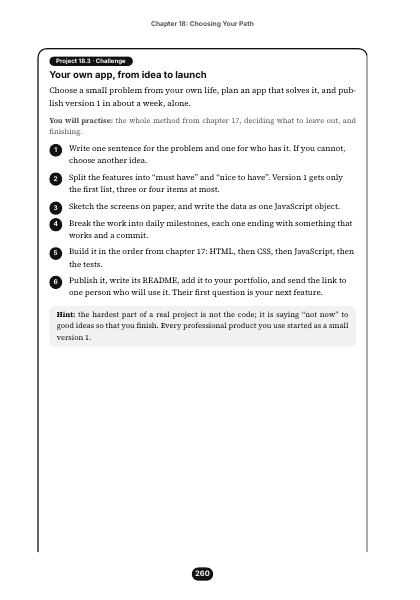 Chapter 18: Choosing Your Path
Project 18.3 · Challenge
Your own app, from idea to launch
Choose a small problem from your own life, plan an app that solves it, and pub-
lish version 1 in about a week, alone.
You will practise: the whole method from chapter 17, deciding what to leave out, and
finishing.
1 Write one sentence for the problem and one for who has it. If you cannot,
choose another idea.
2 Split the features into “must have” and “nice to have”. Version 1 gets only
the first list, three or four items at most.
3 Sketch the screens on paper, and write the data as one JavaScript object.
4 Break the work into daily milestones, each one ending with something that
works and a commit.
5 Build it in the order from chapter 17: HTML, then CSS, then JavaScript, then
the tests.
6 Publish it, write its README, add it to your portfolio, and send the link to
one person who will use it. Their first question is your next feature.
Hint: the hardest part of a real project is not the code; it is saying “not now” to
good ideas so that you finish. Every professional product you use started as a small
version 1.
260